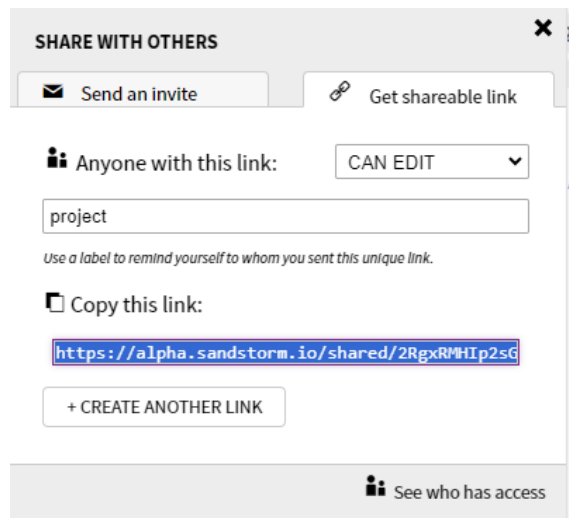 SHARE WITH OTHERS
Send an invite
Get shareable link
Anyone with this link:
CAN EDIT
project
Use a label to remind yourself to whom you sent this unique link.
Copy this link:
https://alpha.sandstorm.io/shared/2RgxRMHIp2sG
+ CREATE ANOTHER LINK
See who has access